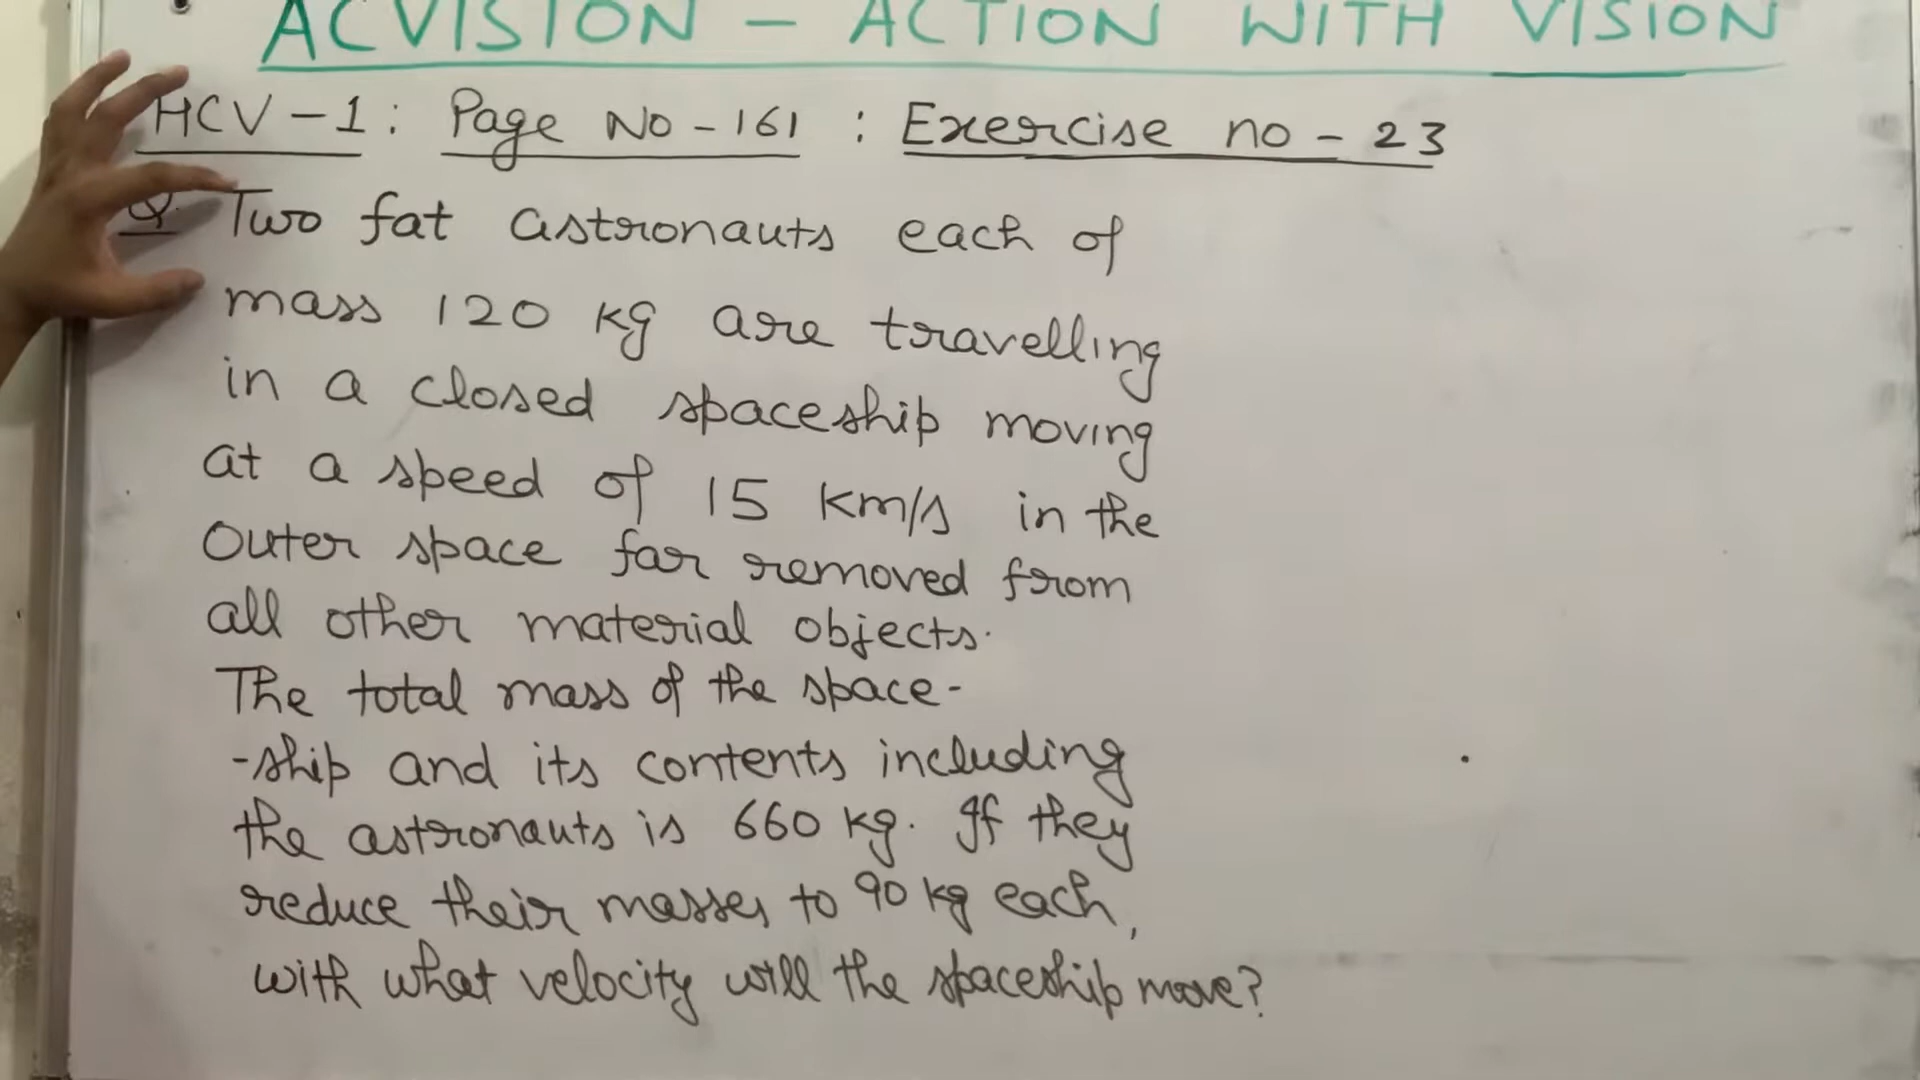 ACVISION - ACTION WITH VISION
HCV-1: Page No-161 : Exercise no-23
Q. Two fat astronauts each of
mass 120 kg are travelling
in a closed spaceship moving
at a speed of 15 km/s in the
outer space far removed from
all other material objects.
The total mass of the space-
-ship and its contents including
the astronauts is 660 kg. If they
reduce their masses to 90 kg each,
with what velocity will the spaceship move?